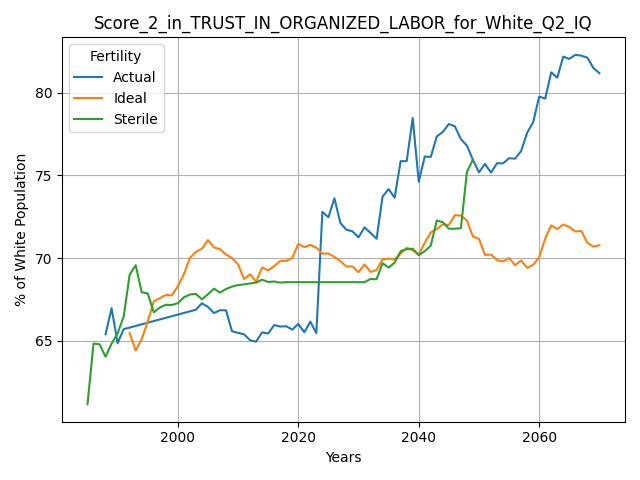 Score_2_in_TRUST_IN_ORGANIZED_LABOR_for_White_Q2_IQ
Fertility
Actual
Ideal
Sterile
% of White Population
80
75
70
65
2000
2020
2040
2060
Years